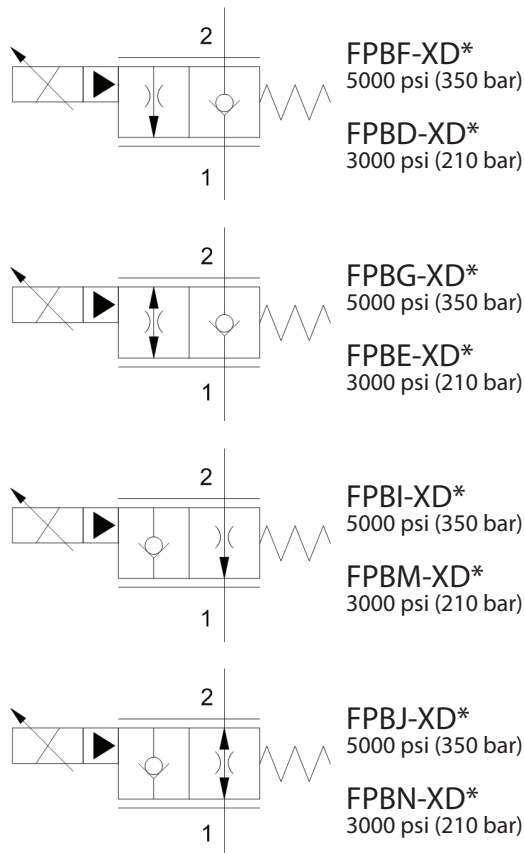 2
1
FPBF-XD*
5000 psi (350 bar)
FPBD-XD*
3000 psi (210 bar)
2
1
FPBG-XD*
5000 psi (350 bar)
FPBE-XD*
3000 psi (210 bar)
2
1
FPBI-XD*
5000 psi (350 bar)
FPBM-XD*
3000 psi (210 bar)
2
1
FPBJ-XD*
5000 psi (350 bar)
FPBN-XD*
3000 psi (210 bar)